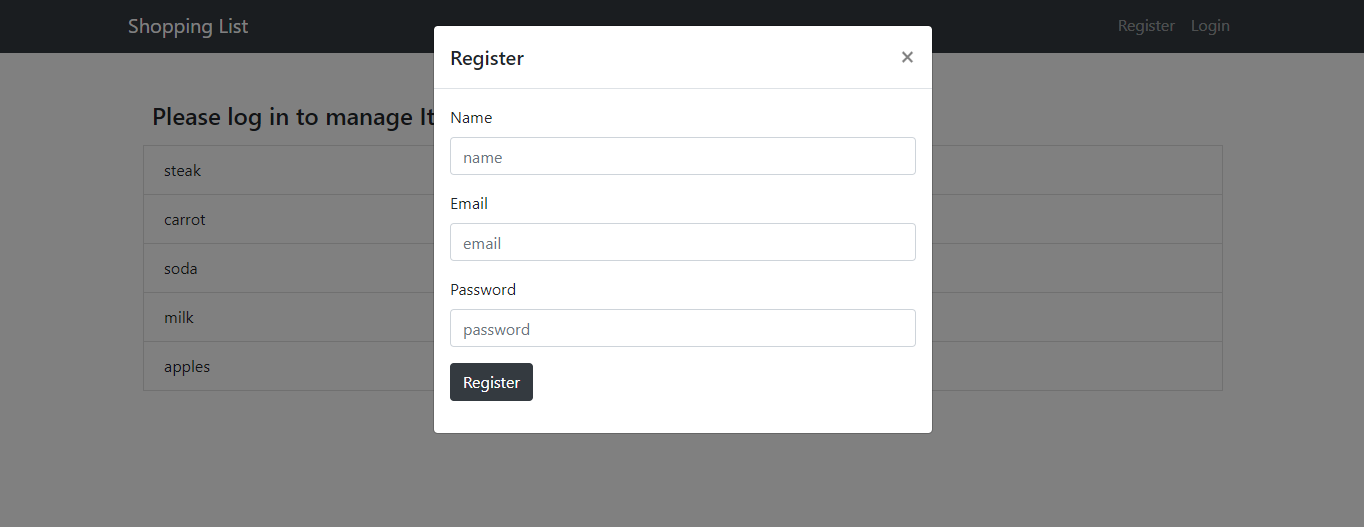 Shopping List
Register Login
Register ×
Please log in to manage It
steak
carrot
soda
milk
apples
Name
name
Email
email
Password
password
Register